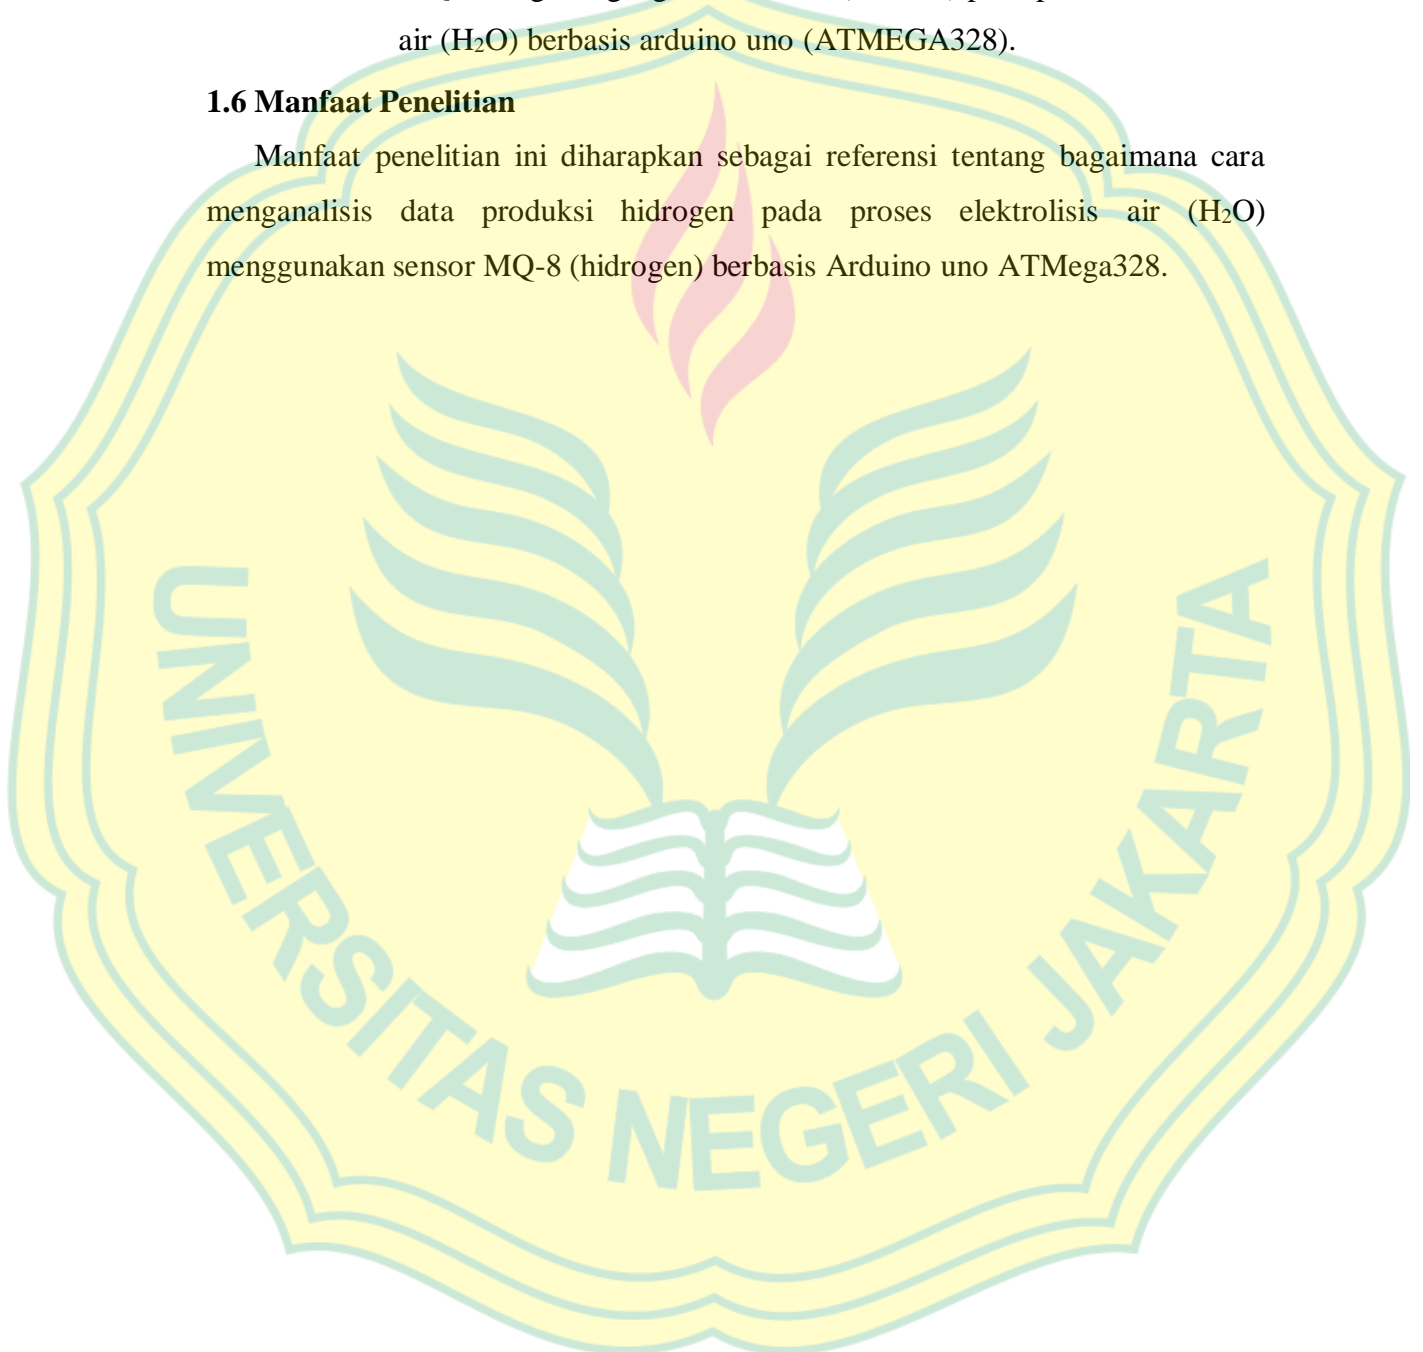 air (H₂O) berbasis arduino uno (ATMEGA328).
1.6 Manfaat Penelitian
Manfaat penelitian ini diharapkan sebagai referensi tentang bagaimana cara
menganalisis data produksi hidrogen pada proses elektrolisis air (H₂O)
menggunakan sensor MQ-8 (hidrogen) berbasis Arduino uno ATMega328.
UNIVERSITAS NEGERI JAKARTA